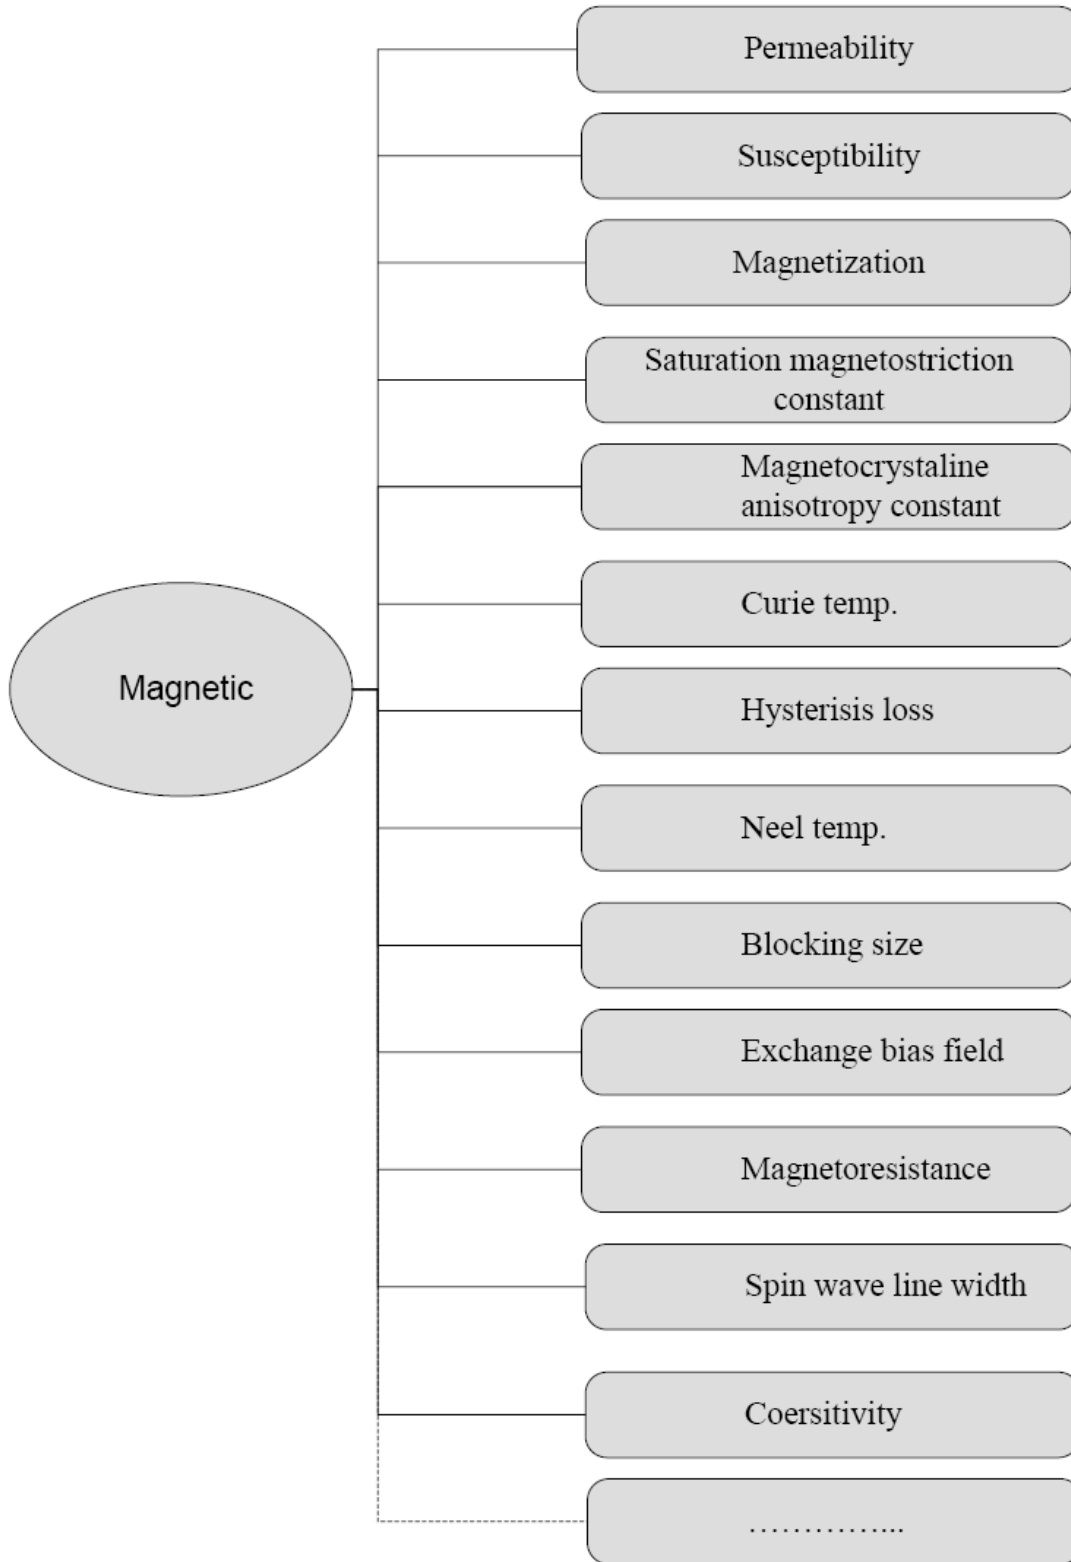 Permeability
Susceptibility
Magnetization
Saturation magnetostriction
constant
Magnetocrystaline
anisotropy constant
Curie temp.
Magnetic
Hysterisis loss
Neel temp.
Blocking size
Exchange bias field
Magnetoresistance
Spin wave line width
Coersitivity
…………...